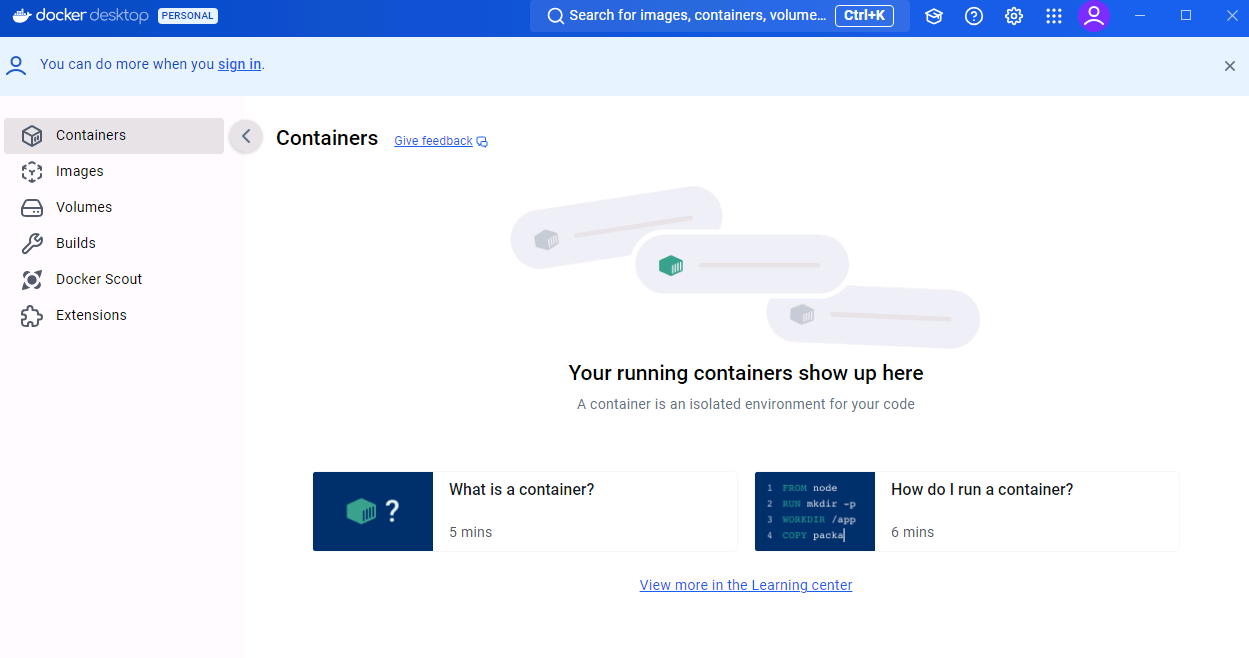 docker desktop PERSONAL
Search for images, containers, volume... Ctrl+K
You can do more when you sign in.
Containers
Images
Volumes
Builds
Docker Scout
Extensions
Containers Give feedback
Your running containers show up here
A container is an isolated environment for your code
?
What is a container?
5 mins
1 FROM node
2 RUN mkdir -p
3 WORKDIR /app
4 COPY packa
How do I run a container?
6 mins
View more in the Learning center